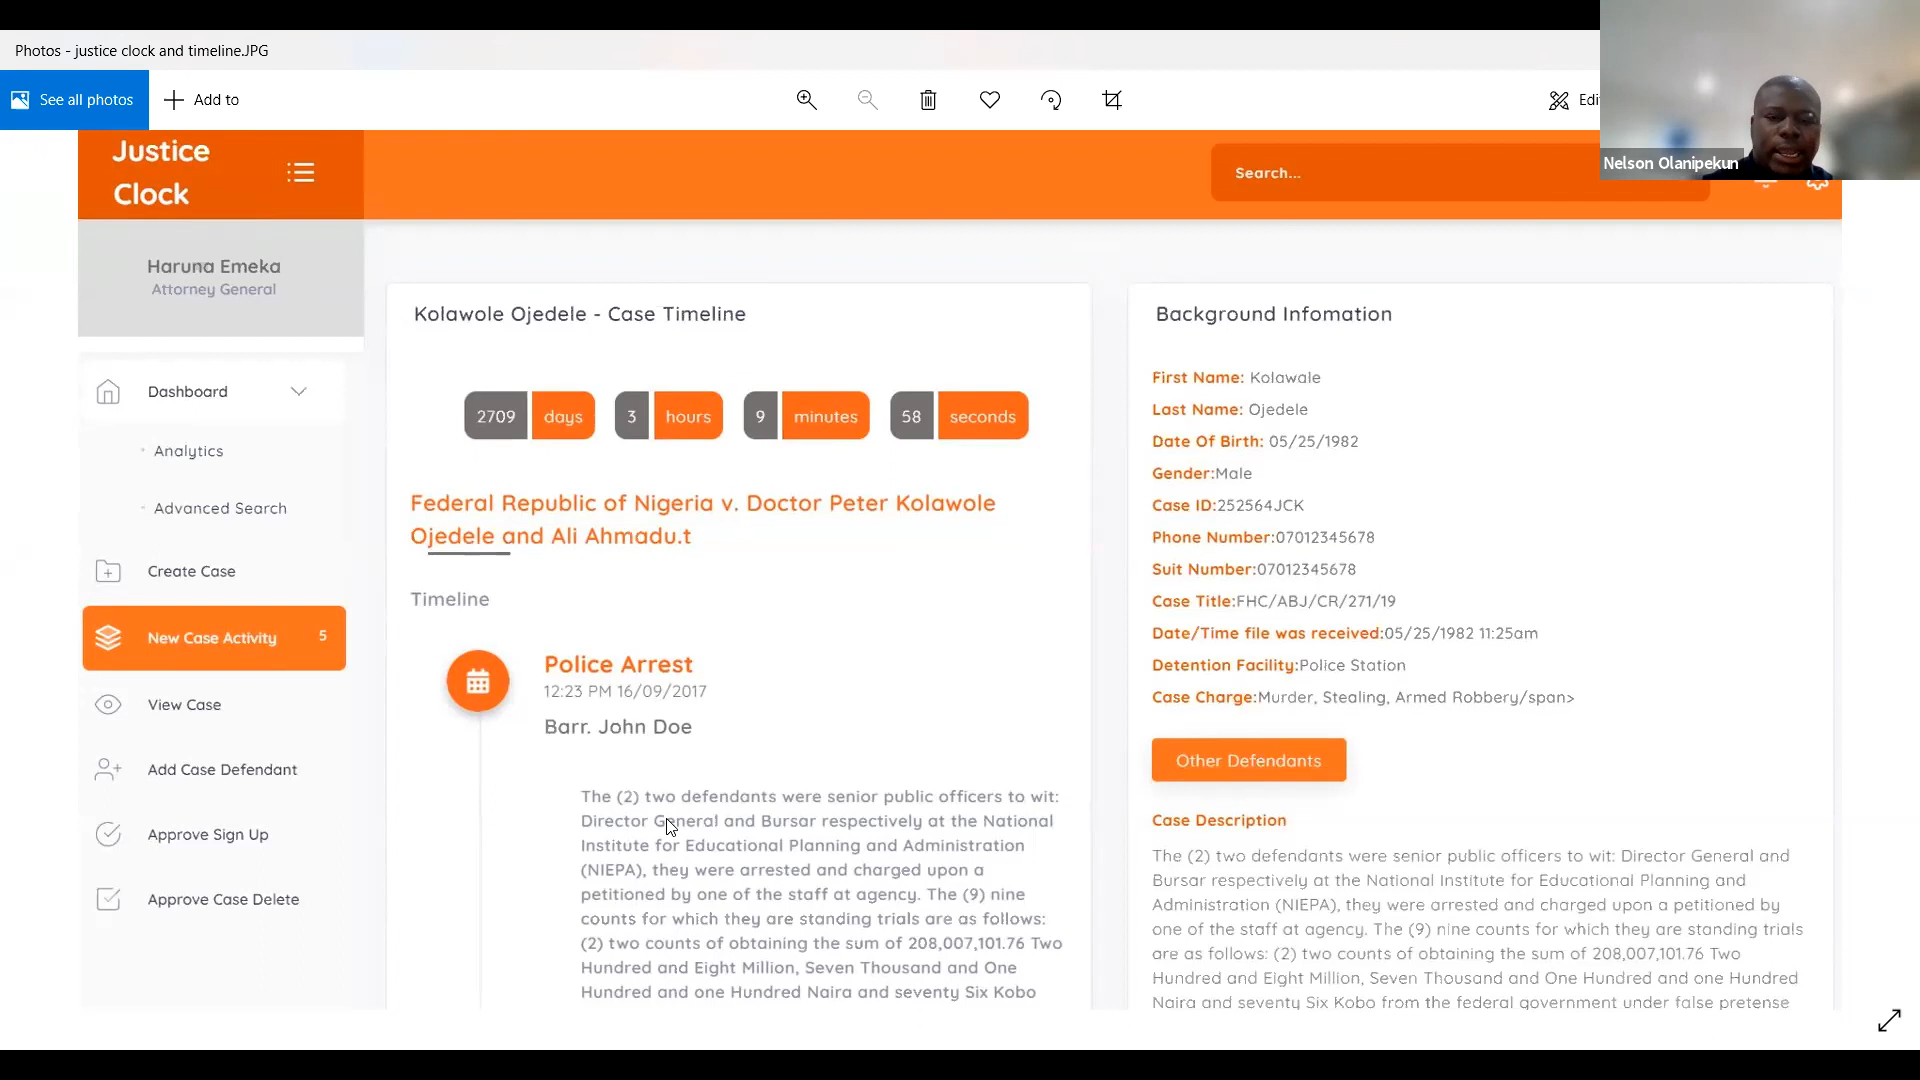 Photos - justice clock and timeline.JPG
See all photos
Add to
Nelson Olanipekun
Justice
Clock
Search...
Haruna Emeka
Attorney General
Dashboard
Analytics
Advanced Search
Create Case
New Case Activity 5
View Case
Add Case Defendant
Approve Sign Up
Approve Case Delete
Kolawole Ojedele - Case Timeline
2709 days 3 hours 9 minutes 58 seconds
Federal Republic of Nigeria v. Doctor Peter Kolawole
Ojedele and Ali Ahmadu.t
Timeline
Police Arrest
12:23 PM 16/09/2017
Barr. John Doe
The (2) two defendants were senior public officers to wit:
Director General and Bursar respectively at the National
Institute for Educational Planning and Administration
(NIEPA), they were arrested and charged upon a
petitioned by one of the staff at agency. The (9) nine
counts for which they are standing trials are as follows:
(2) two counts of obtaining the sum of 208,007,101.76 Two
Hundred and Eight Million, Seven Thousand and One
Hundred and one Hundred Naira and seventy Six Kobo
Background Infomation
First Name: Kolawale
Last Name: Ojedele
Date Of Birth: 05/25/1982
Gender:Male
Case ID:252564JCK
Phone Number:07012345678
Suit Number:07012345678
Case Title:FHC/ABJ/CR/271/19
Date/Time file was received:05/25/1982 11:25am
Detention Facility:Police Station
Case Charge:Murder, Stealing, Armed Robbery/span>
Other Defendants
Case Description
The (2) two defendants were senior public officers to wit: Director General and
Bursar respectively at the National Institute for Educational Planning and
Administration (NIEPA), they were arrested and charged upon a petitioned by
one of the staff at agency. The (9) nine counts for which they are standing trials
are as follows: (2) two counts of obtaining the sum of 208,007,101.76 Two
Hundred and Eight Million, Seven Thousand and One Hundred and one Hundred
Naira and seventy Six Kobo from the federal government under false pretense